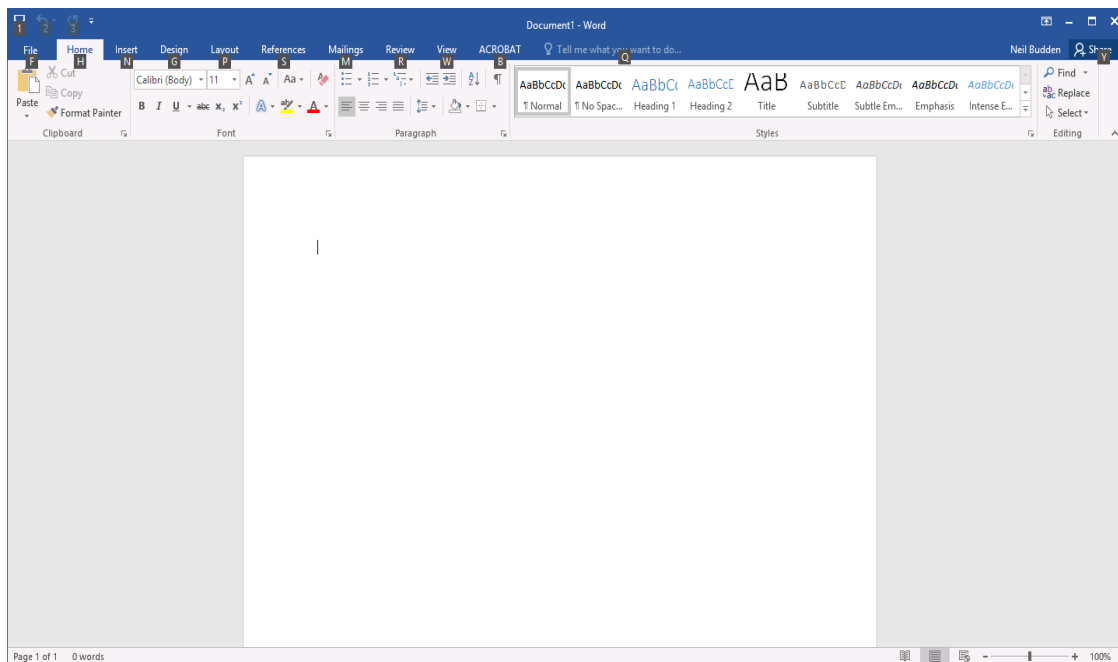 Document1 - Word
1 2 3
File Home Insert Design Layout References Mailings Review View ACROBAT Tell me what you want to do... Neil Budden Share
F H N G P S M R W B Q Y
Paste
Cut
Copy
Format Painter
Clipboard
Calibri (Body) 11 A A Aa
B I U abc X2 X2 A aby A
Font
Paragraph
AaBbCcDc AaBbCcDc AaBbCc AaBbCcD AaB AaBbCcD AaBbCcDc AaBbCcDc AaBbCcDc
¶ Normal ¶ No Spac... Heading 1 Heading 2 Title Subtitle Subtle Em... Emphasis Intense E...
Styles
Find
Replace
Select
Editing
Page 1 of 1 0 words 100%